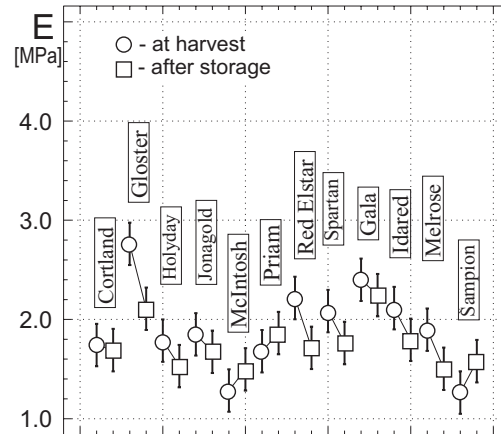 E
[MPa]
- at harvest
- after storage
4.0
3.0
2.0
1.0
Cortland
Gloster
Holyday
Jonagold
McIntosh
Priam
Red Elstar
Spartan
Gala
Idared
Melrose
Šampion